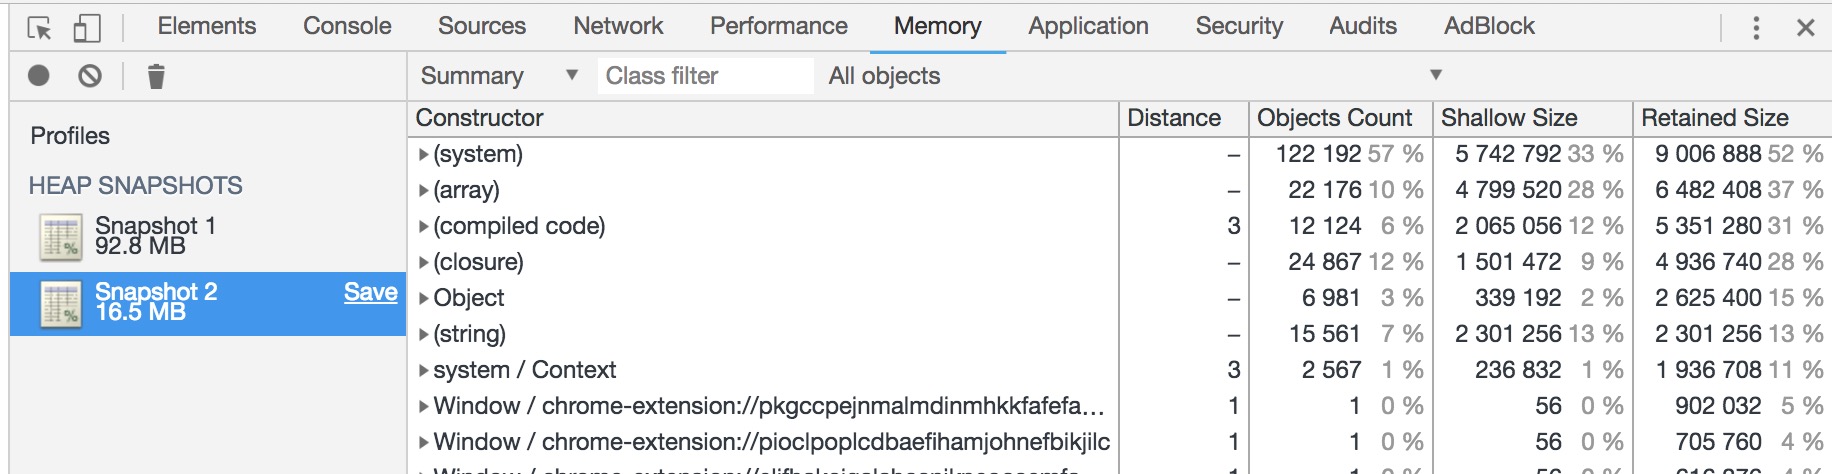 Elements Console Sources Network Performance Memory Application Security Audits AdBlock
Summary Class filter All objects
Constructor Distance Objects Count Shallow Size Retained Size
Profiles
HEAP SNAPSHOTS
Snapshot 1
92.8 MB
Snapshot 2 Save
16.5 MB
(system) – 122 192 57 % 5 742 792 33 % 9 006 888 52 %
(array) – 22 176 10 % 4 799 520 28 % 6 482 408 37 %
(compiled code) 3 12 124 6 % 2 065 056 12 % 5 351 280 31 %
(closure) – 24 867 12 % 1 501 472 9 % 4 936 740 28 %
Object – 6 981 3 % 339 192 2 % 2 625 400 15 %
(string) – 15 561 7 % 2 301 256 13 % 2 301 256 13 %
system / Context 3 2 567 1 % 236 832 1 % 1 936 708 11 %
Window / chrome-extension://pkgccpejnmalmdinmhkkfafefa… 1 1 0 % 56 0 % 902 032 5 %
Window / chrome-extension://pioclpoplcdbaefihamjohnefbikjilc 1 1 0 % 56 0 % 705 760 4 %